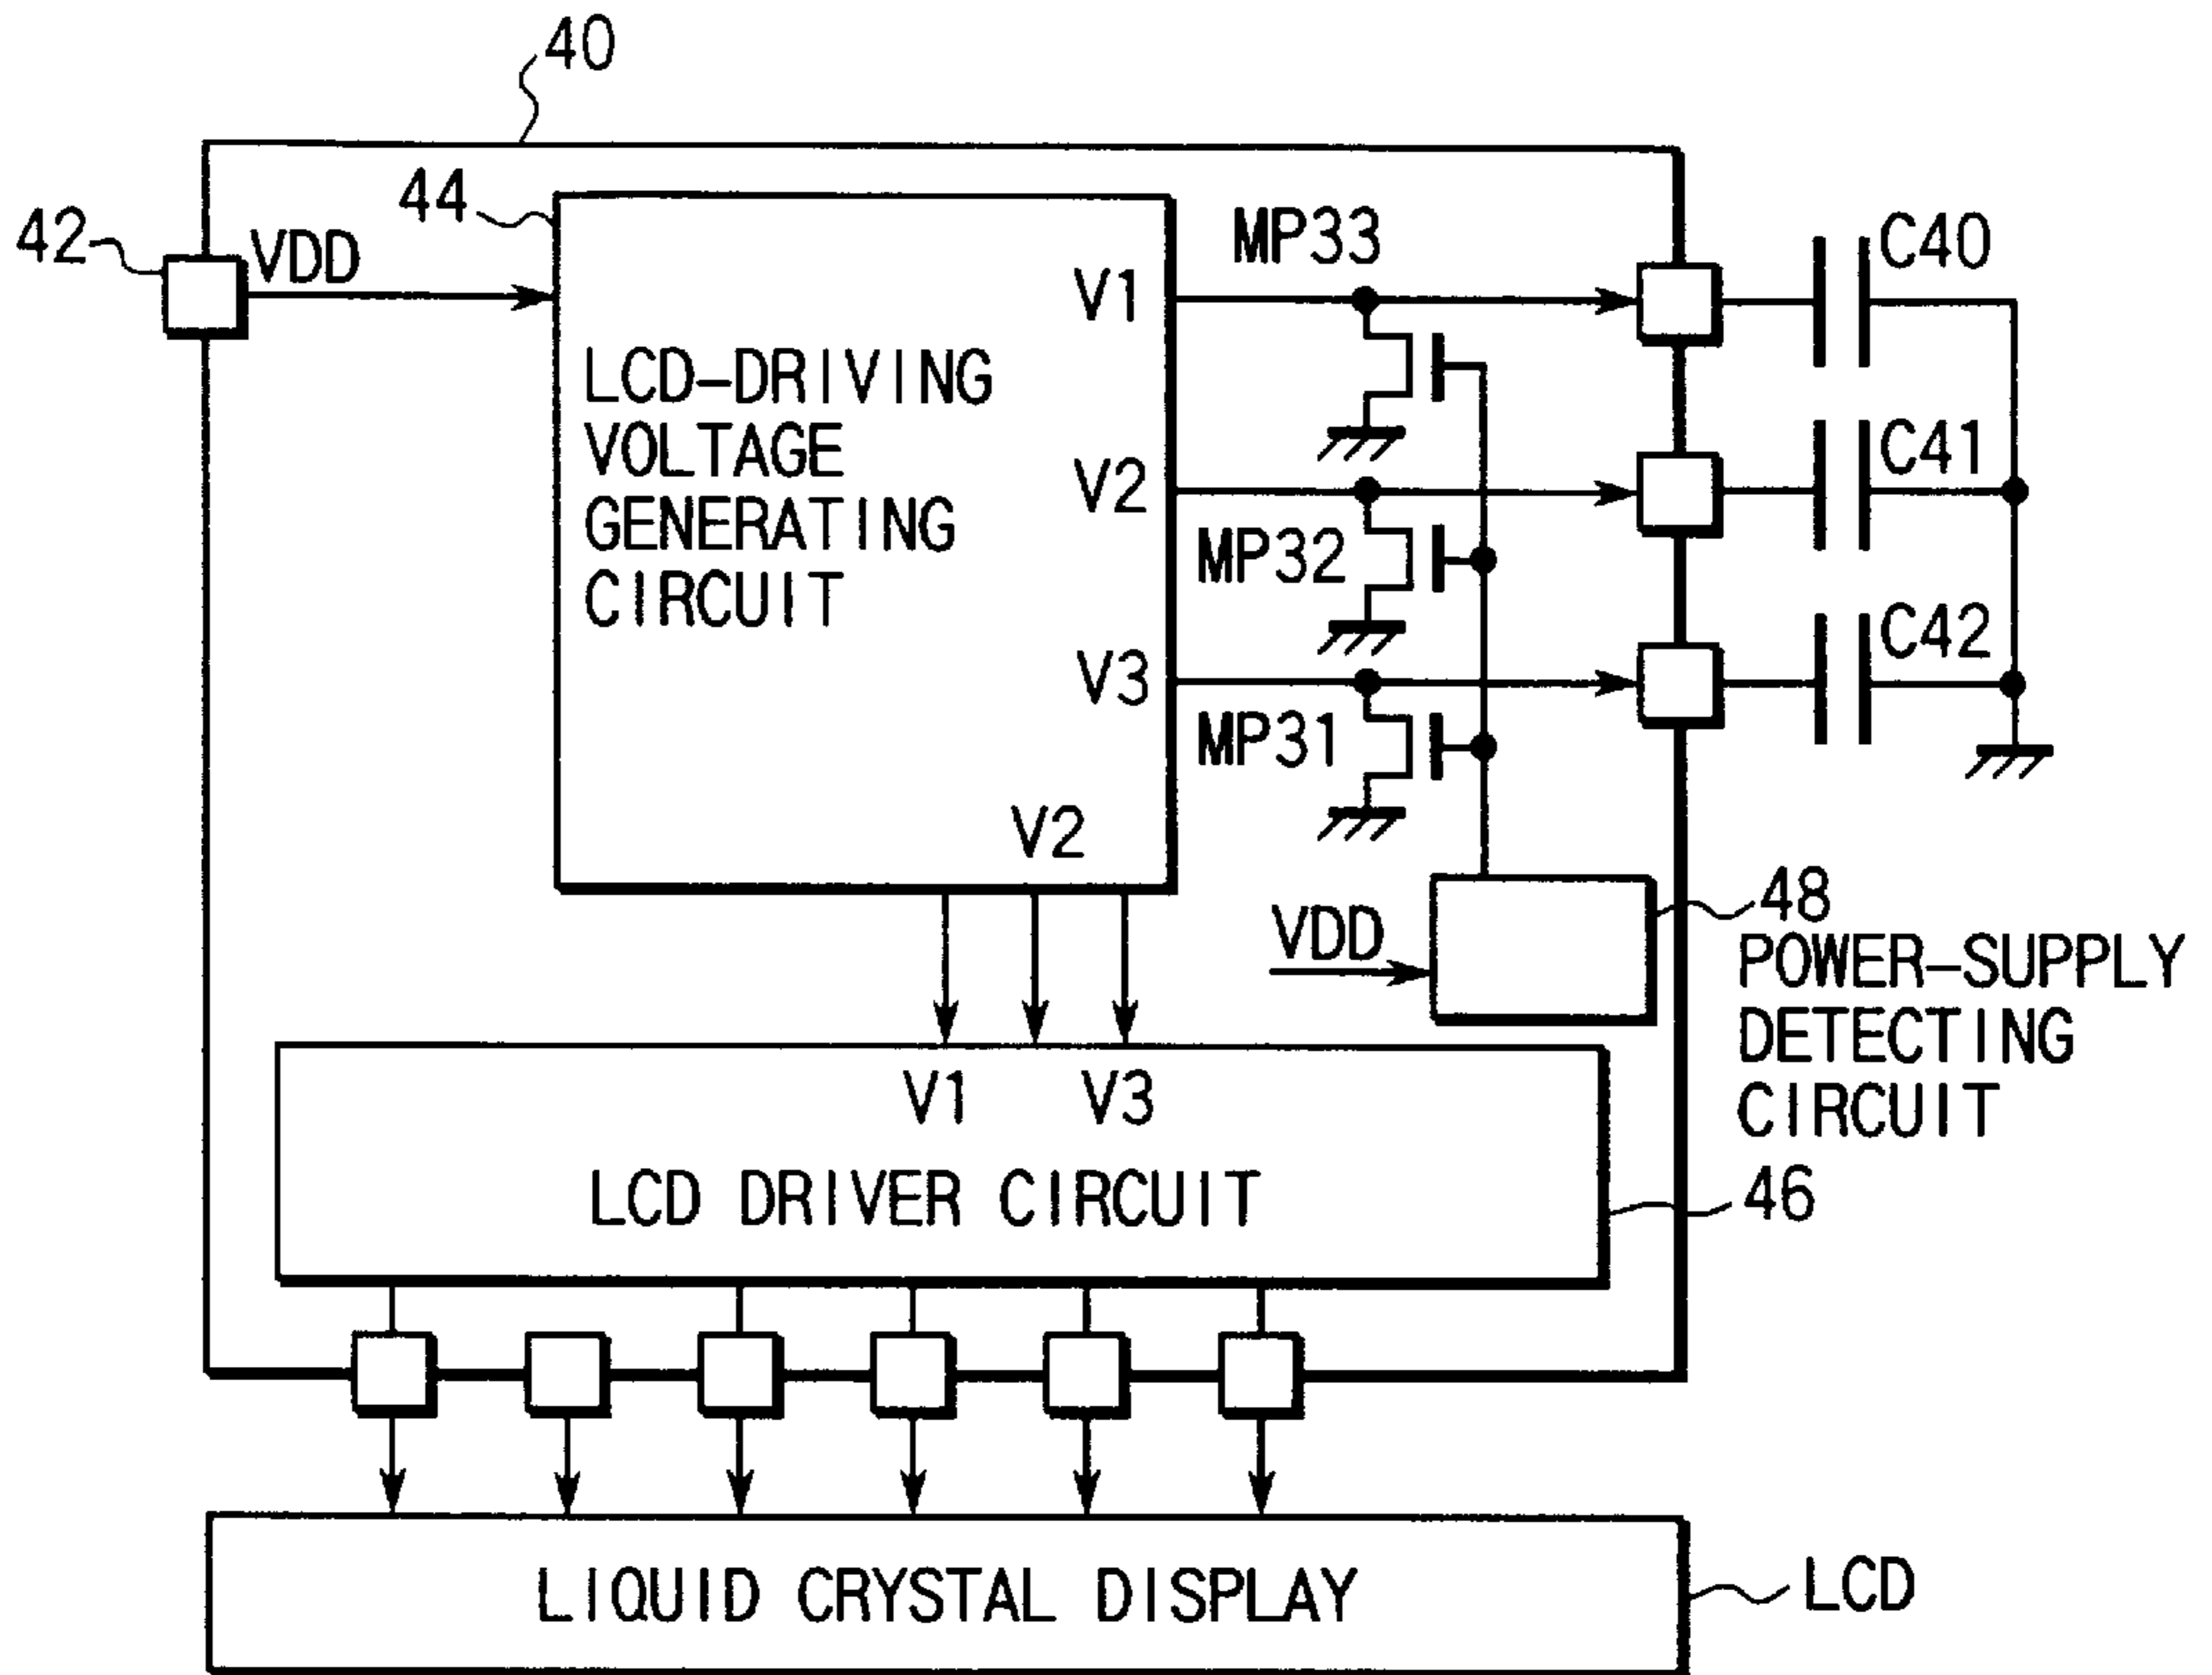 40
44
42
VDD
MP33
C40
V1
LCD-DRIVING
VOLTAGE
GENERATING
CIRCUIT
V2
MP32
C41
V3
MP31
C42
V2
VDD
48
POWER-SUPPLY
DETECTING
CIRCUIT
V1 V3
LCD DRIVER CIRCUIT
46
LIQUID CRYSTAL DISPLAY
LCD